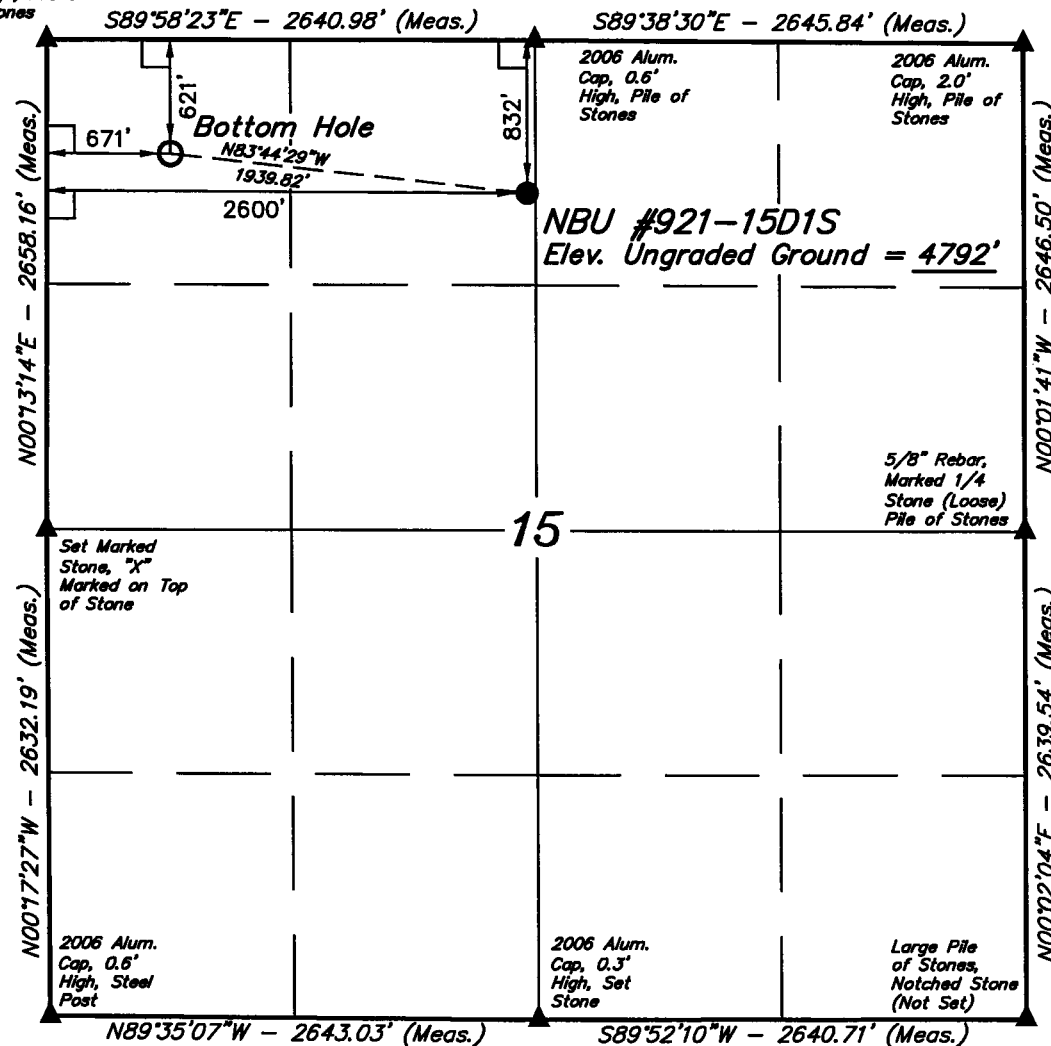 ones
S89°58'23"E - 2640.98' (Meas.)
S89°38'30"E - 2645.84' (Meas.)
2006 Alum.
Cap, 0.6'
High, Pile of
Stones
2006 Alum.
Cap, 2.0'
High, Pile of
Stones
621'
832'
671'
Bottom Hole
N83°44'29"W
1939.82'
2600'
NBU #921-15D1S
Elev. Ungraded Ground = 4792'
N00°13'14"E - 2658.16' (Meas.)
N00°01'41"W - 2646.50' (Meas.)
5/8" Rebar,
Marked 1/4
Stone (Loose)
Pile of Stones
15
Set Marked
Stone, "X"
Marked on Top
of Stone
N00°17'27"W - 2632.19' (Meas.)
N00°02'04"E - 2639.54' (Meas.)
2006 Alum.
Cap, 0.6'
High, Steel
Post
2006 Alum.
Cap, 0.3'
High, Set
Stone
Large Pile
of Stones,
Notched Stone
(Not Set)
N89°35'07"W - 2643.03' (Meas.)
S89°52'10"W - 2640.71' (Meas.)